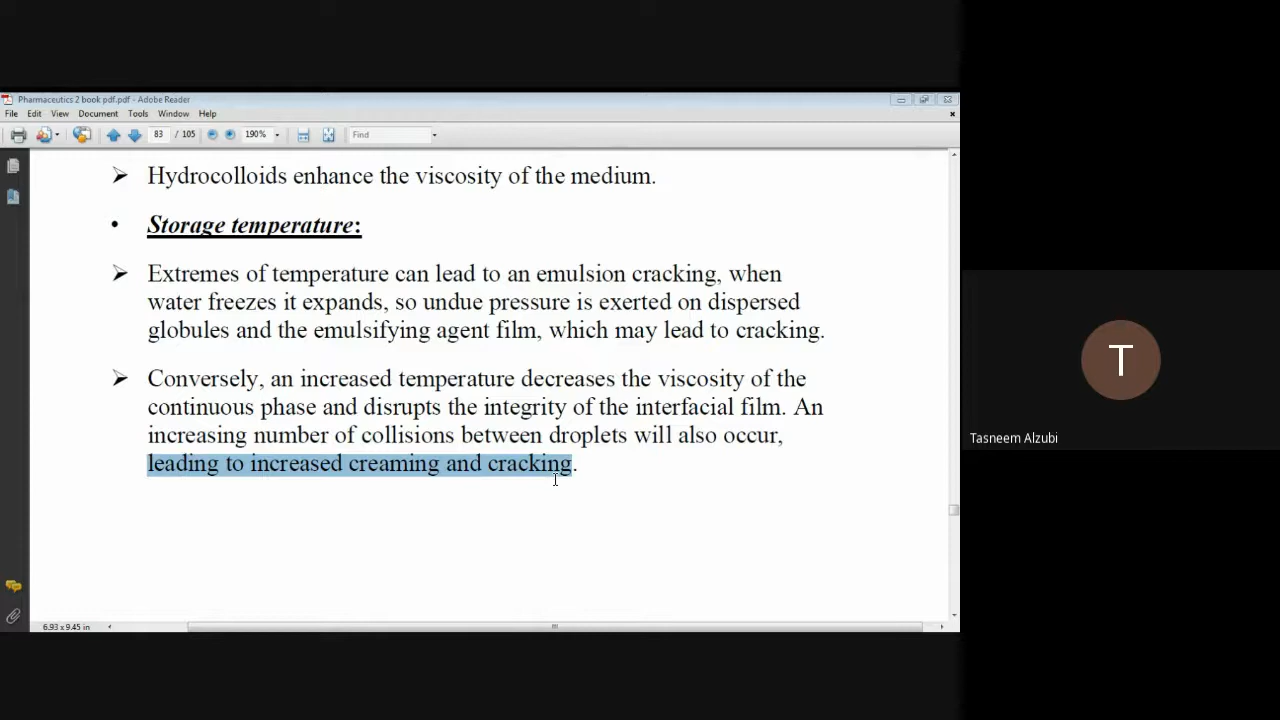 Pharmaceutics 2 book pdf.pdf - Adobe Reader
File Edit View Document Tools Window Help
83 / 105 190% Find
➢ Hydrocolloids enhance the viscosity of the medium.
• Storage temperature:
➢ Extremes of temperature can lead to an emulsion cracking, when
water freezes it expands, so undue pressure is exerted on dispersed
globules and the emulsifying agent film, which may lead to cracking.
➢ Conversely, an increased temperature decreases the viscosity of the
continuous phase and disrupts the integrity of the interfacial film. An
increasing number of collisions between droplets will also occur,
leading to increased creaming and cracking.
6.93 x 9.45 in
T
Tasneem Alzubi